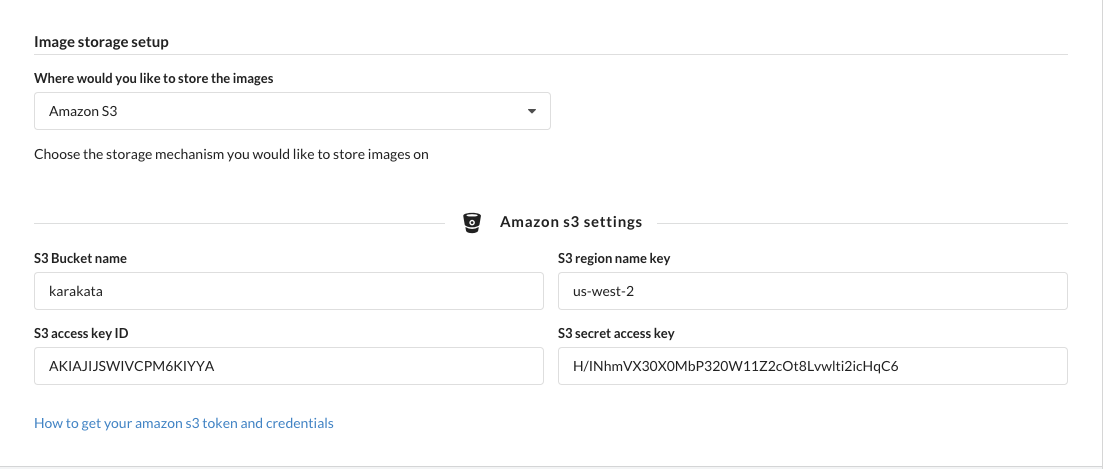 Image storage setup
Where would you like to store the images
Amazon S3
Choose the storage mechanism you would like to store images on
Amazon s3 settings
S3 Bucket name
S3 region name key
karakata
us-west-2
S3 access key ID
S3 secret access key
AKIAJIJSWIVCPM6KIYYA
H/INhmVX30X0MbP320W11Z2cOt8Lvwlti2icHqC6
How to get your amazon s3 token and credentials